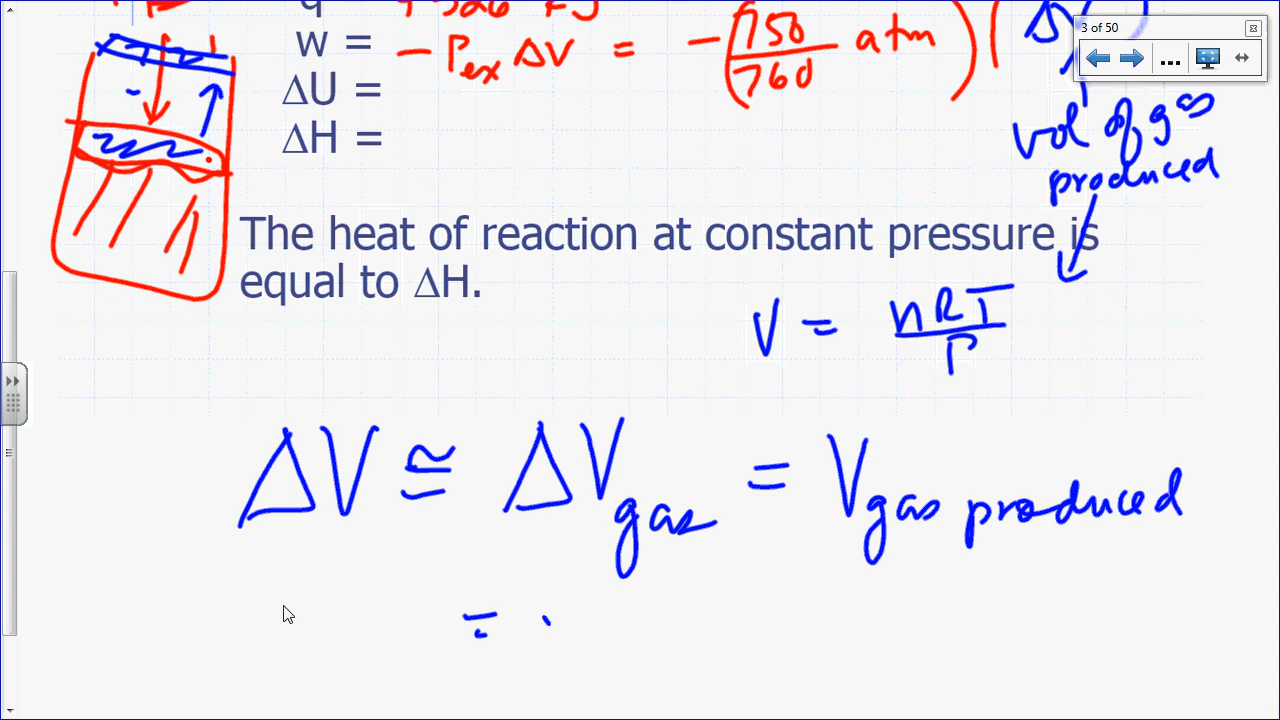 q
w = - Pex ΔV = - (750/760 atm) ( Δ
ΔU =
ΔH =
3 of 50
vol of gas
produced
The heat of reaction at constant pressure is
equal to ΔH.
V = nRT/P
ΔV ≅ ΔVgas = Vgas produced
=